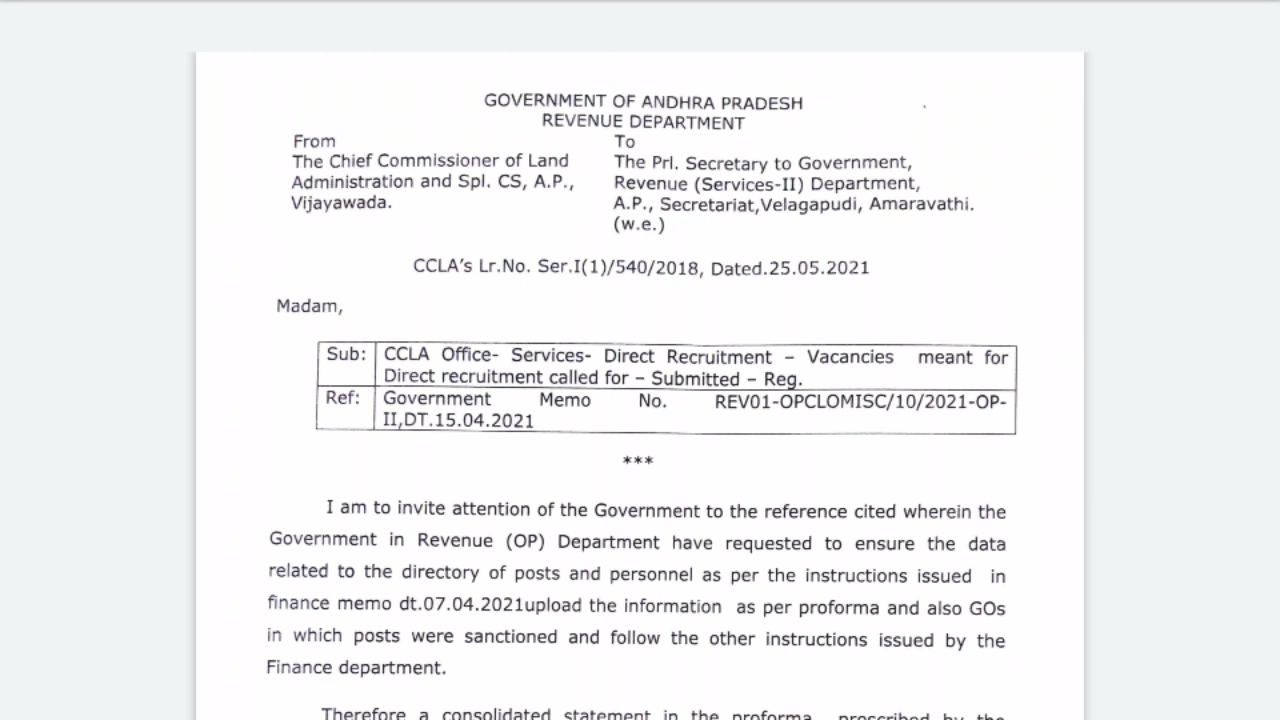 GOVERNMENT OF ANDHRA PRADESH
REVENUE DEPARTMENT
From
The Chief Commissioner of Land
Administration and Spl. CS, A.P.,
Vijayawada.
To
The Prl. Secretary to Government,
Revenue (Services-II) Department,
A.P., Secretariat,Velagapudi, Amaravathi.
(w.e.)
CCLA's Lr.No. Ser.I(1)/540/2018, Dated.25.05.2021
Madam,
Sub: CCLA Office- Services- Direct Recruitment – Vacancies meant for
Direct recruitment called for – Submitted – Reg.
Ref: Government Memo No. REV01-OPCLOMISC/10/2021-OP-
II,DT.15.04.2021
***
I am to invite attention of the Government to the reference cited wherein the
Government in Revenue (OP) Department have requested to ensure the data
related to the directory of posts and personnel as per the instructions issued in
finance memo dt.07.04.2021upload the information as per proforma and also GOs
in which posts were sanctioned and follow the other instructions issued by the
Finance department.
Therefore a consolidated statement in the proforma prescribed by the